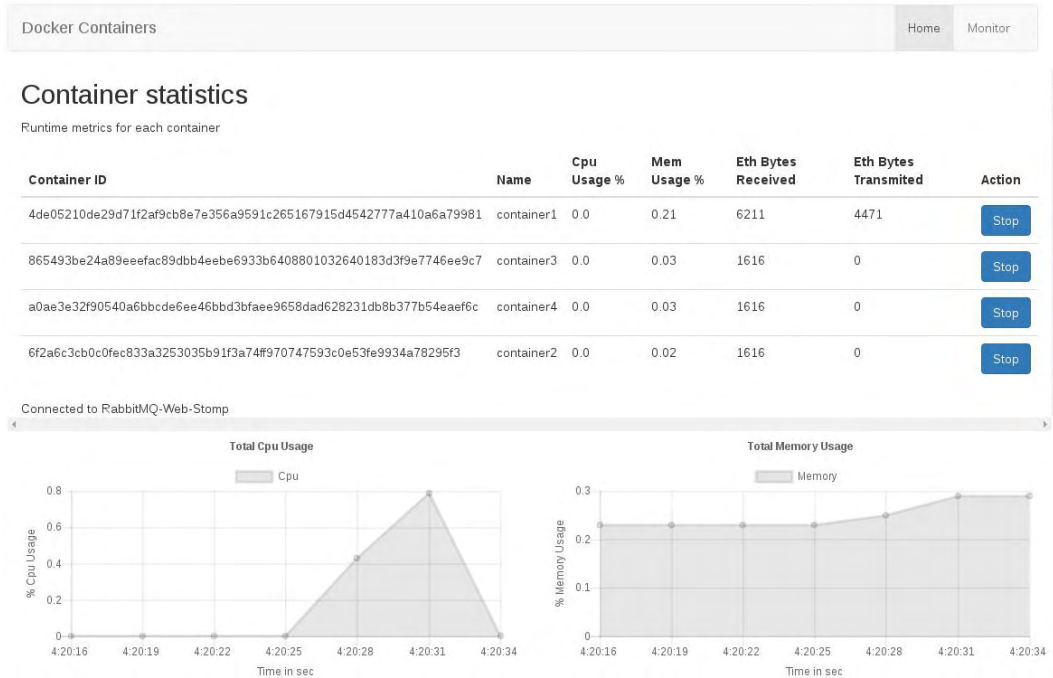 Docker Containers Home Monitor
Container statistics
Runtime metrics for each container
Container ID Name Cpu Usage % Mem Usage % Eth Bytes Received Eth Bytes Transmited Action
4de05210de29d71f2af9cb8e7e356a9591c265167915d4542777a410a6a79981 container1 0.0 0.21 6211 4471 Stop
865493be24a89eeefac89dbb4eebe6933b6408801032640183d3f9e7746ee9c7 container3 0.0 0.03 1616 0 Stop
a0ae3e32f90540a6bbcde6ee46bbd3bfaee9658dad628231db8b377b54eaef6c container4 0.0 0.03 1616 0 Stop
6f2a6c3cb0c0fec833a3253035b91f3a74ff970747593c0e53fe9934a78295f3 container2 0.0 0.02 1616 0 Stop
Connected to RabbitMQ-Web-Stomp
Total Cpu Usage
Cpu
% Cpu Usage
0.8
0.6
0.4
0.2
0
4:20:16 4:20:19 4:20:22 4:20:25 4:20:28 4:20:31 4:20:34
Time in sec
Total Memory Usage
Memory
% Memory Usage
0.3
0.2
0.1
0
4:20:16 4:20:19 4:20:22 4:20:25 4:20:28 4:20:31 4:20:34
Time in sec